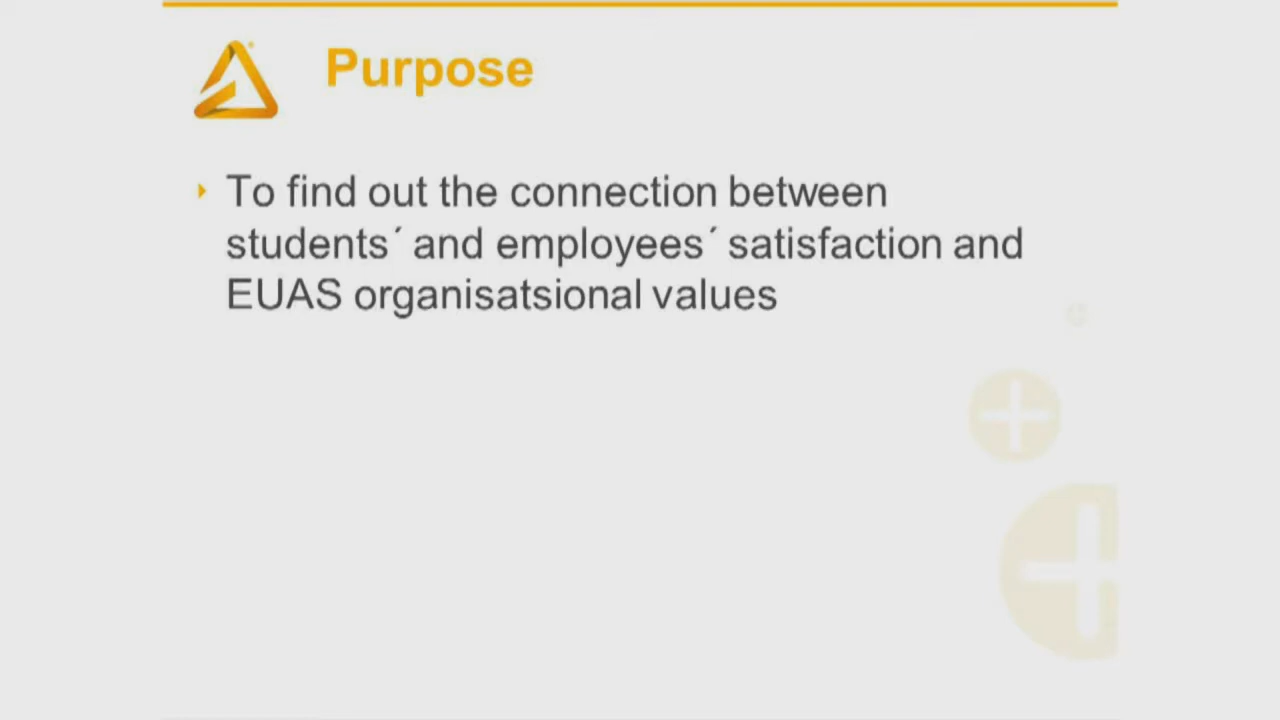 Purpose
To find out the connection between
students´ and employees´ satisfaction and
EUAS organisatsional values